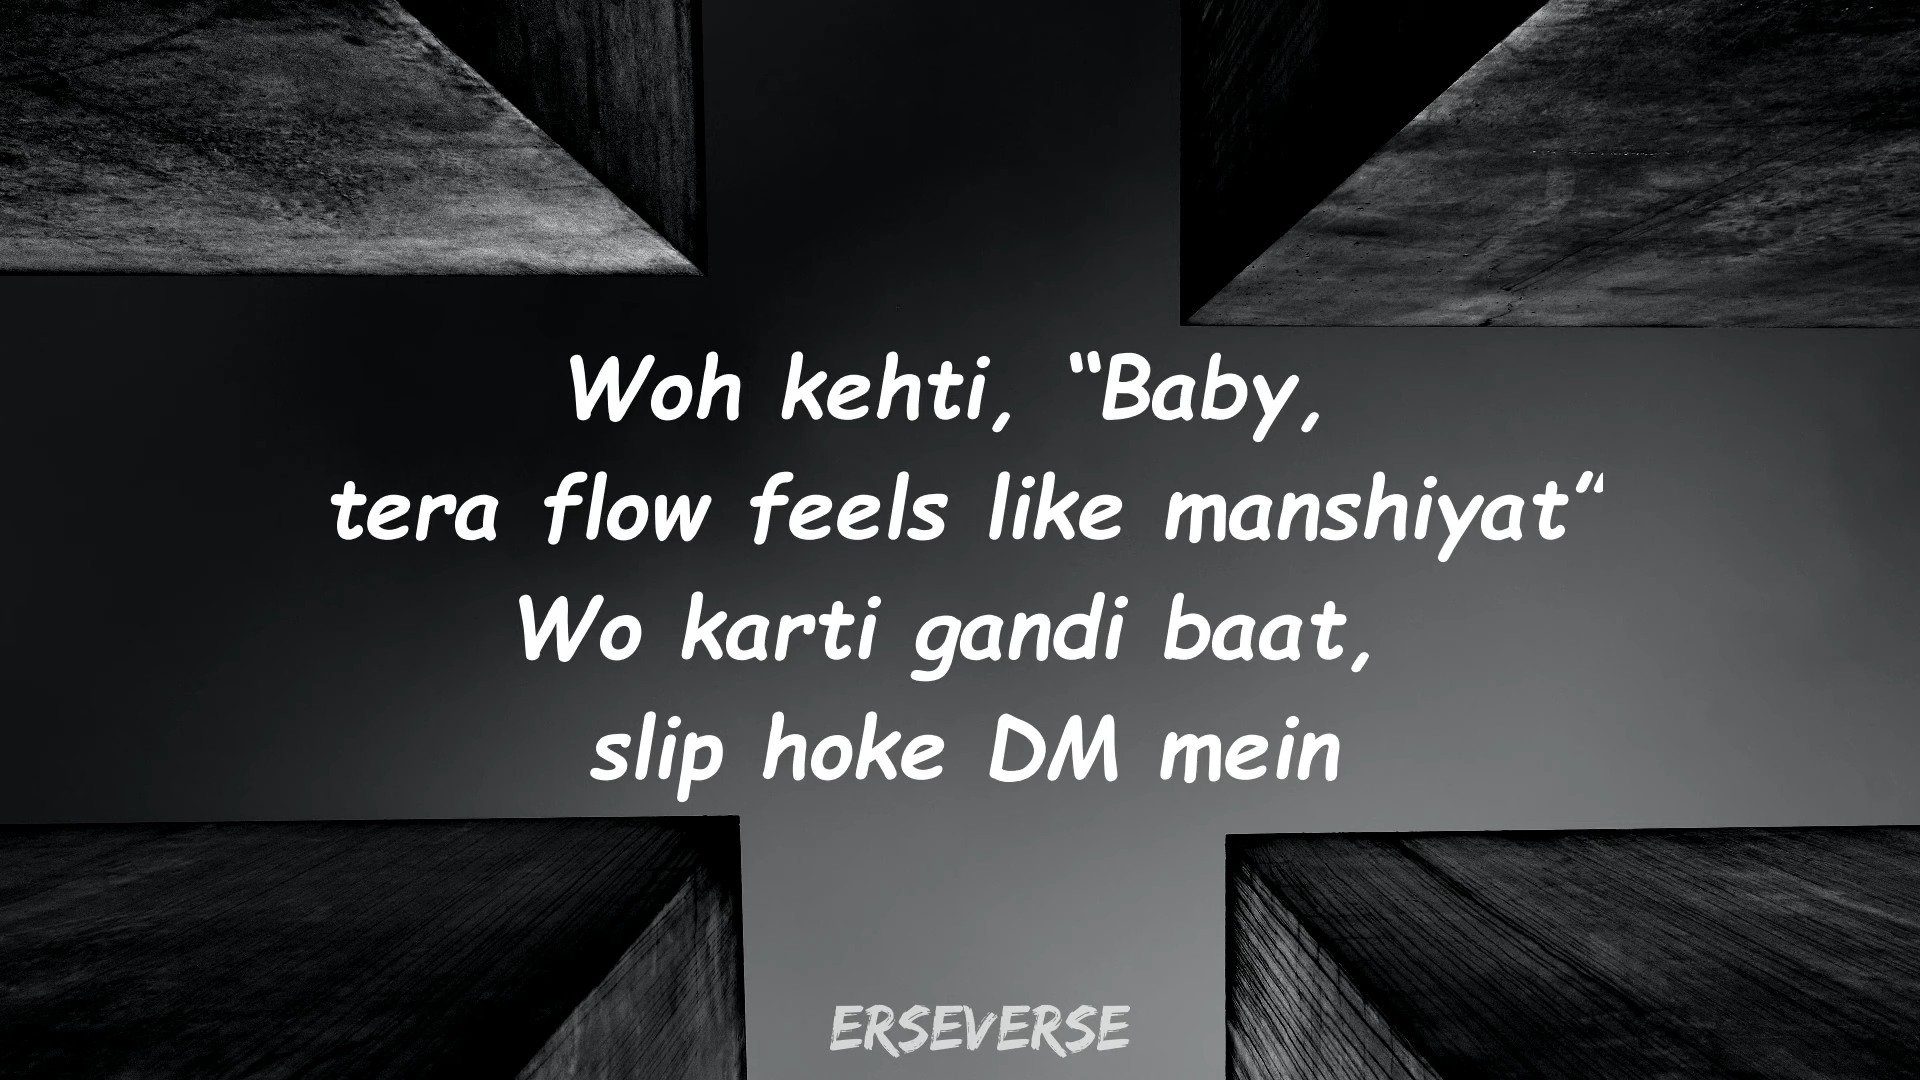 Woh kehti, “Baby,
tera flow feels like manshiyat”
Wo karti gandi baat,
slip hoke DM mein
ERSEVERSE